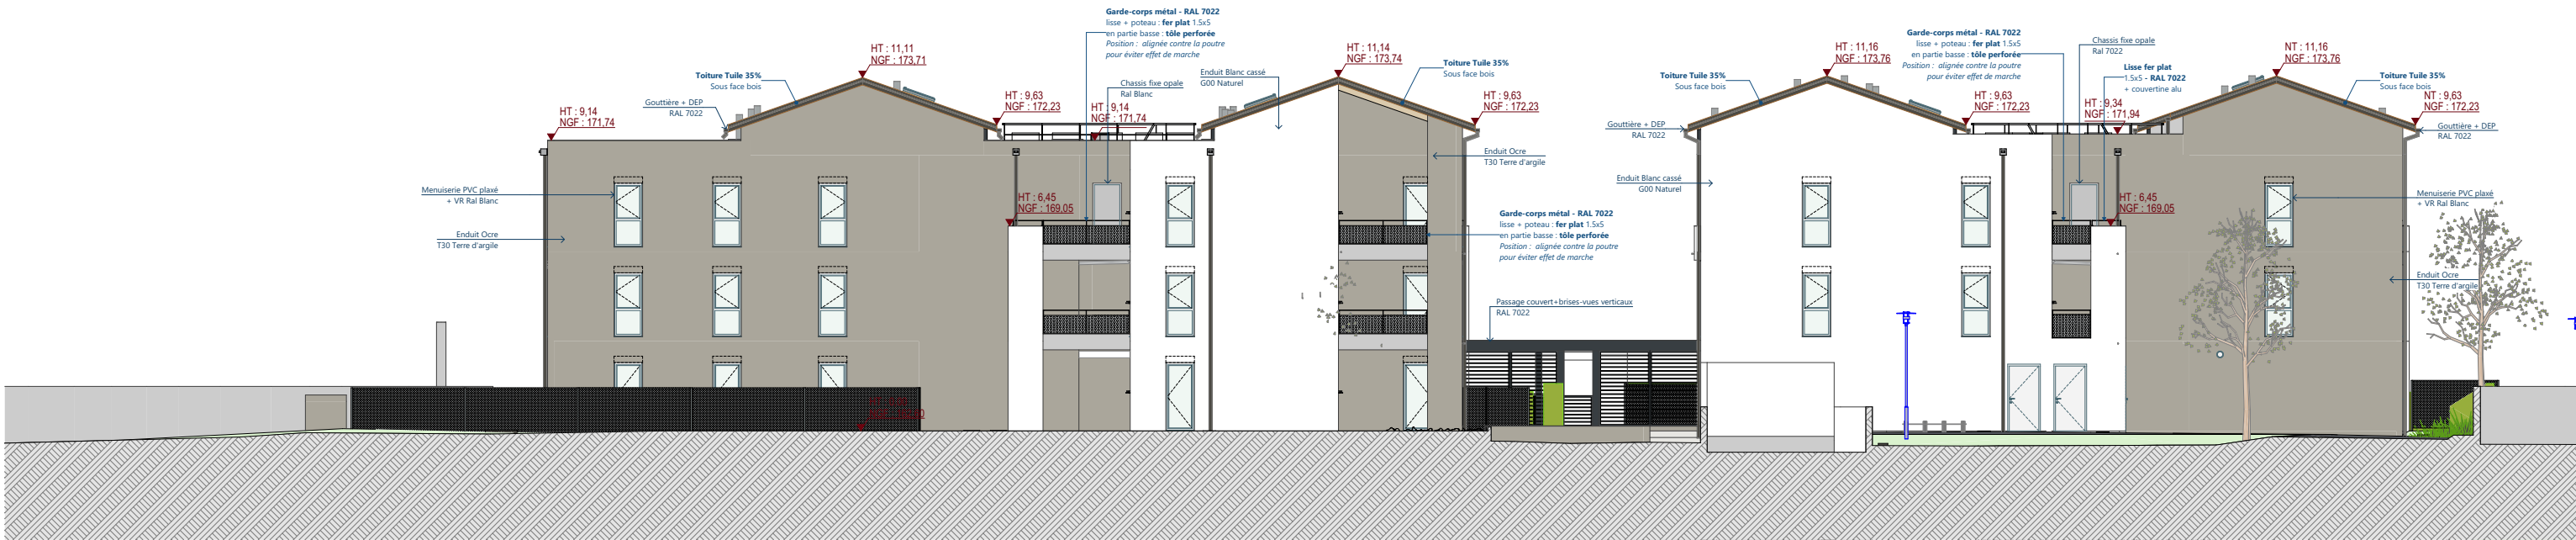 Garde-corps métal - RAL 7022
lisse + poteau : fer plat 1.5x5
en partie basse : tôle perforée
Position : alignée contre la poutre
pour éviter effet de marche
HT : 11,11
NGF : 173,71
Toiture Tuile 35%
Sous face bois
Gouttière + DEP
RAL 7022
HT : 9,14
NGF : 171,74
HT : 9,63
NGF : 172,23
Chassis fixe opale
Ral Blanc
HT : 9,14
NGF : 171,74
Enduit Blanc cassé
G00 Naturel
HT : 11,14
NGF : 173,74
Toiture Tuile 35%
Sous face bois
HT : 9,63
NGF : 172,23
Enduit Ocre
T30 Terre d'argile
Menuiserie PVC plaxé
+ VR Ral Blanc
Enduit Ocre
T30 Terre d'argile
HT : 6,45
NGF : 169,05
Garde-corps métal - RAL 7022
lisse + poteau : fer plat 1.5x5
en partie basse : tôle perforée
Position : alignée contre la poutre
pour éviter effet de marche
Passage couvert+brises-vues verticaux
RAL 7022
Toiture Tuile 35%
Sous face bois
Gouttière + DEP
RAL 7022
Enduit Blanc cassé
G00 Naturel
HT : 11,16
NGF : 173,76
Garde-corps métal - RAL 7022
lisse + poteau : fer plat 1.5x5
en partie basse : tôle perforée
Position : alignée contre la poutre
pour éviter effet de marche
HT : 9,63
NGF : 172,23
Chassis fixe opale
Ral 7022
Lisse fer plat
1.5x5 - RAL 7022
+ couvertine alu
HT : 9,34
NGF : 171,94
HT : 6,45
NGF : 169,05
NT : 11,16
NGF : 173,76
Toiture Tuile 35%
Sous face bois
NT : 9,63
NGF : 172,23
Gouttière + DEP
RAL 7022
Menuiserie PVC plaxé
+ VR Ral Blanc
Enduit Ocre
T30 Terre d'argile